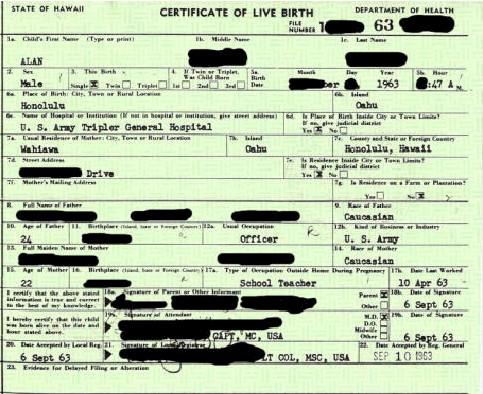 STATE OF HAWAII CERTIFICATE OF LIVE BIRTH DEPARTMENT OF HEALTH
FILE NUMBER 1 63
1a. Child's First Name (Type or print) 1b. Middle Name 1c. Last Name
ALAN
2. Sex 3. This Birth 4. If Twin or Triplet, Was Child Born 5a. Birth Date Month Day Year 5b. Hour
Male Single X Twin Triplet 1st 2nd 3rd ber 1963 :47 A M.
6a. Place of Birth: City, Town or Rural Location 6b. Island
Honolulu Oahu
6c. Name of Hospital or Institution (If not in hospital or institution, give street address) 6d. Is Place of Birth Inside City or Town Limits? If no, give judicial district
U. S. Army Tripler General Hospital Yes X No
7a. Usual Residence of Mother: City, Town or Rural Location 7b. Island 7c. County and State or Foreign Country
Wahiawa Oahu Honolulu, Hawaii
7d. Street Address 7e. Is Residence Inside City or Town Limits? If no, give judicial district
Drive Yes X No
7f. Mother's Mailing Address 7g. Is Residence on a Farm or Plantation?
Yes No X
8. Full Name of Father 9. Race of Father
Caucasian
10. Age of Father 11. Birthplace (Island, State or Foreign Country) 12a. Usual Occupation 12b. Kind of Business or Industry
24 Officer U. S. Army
13. Full Maiden Name of Mother 14. Race of Mother
Caucasian
15. Age of Mother 16. Birthplace (Island, State or Foreign Country) 17a. Type of Occupation Outside Home During Pregnancy 17b. Date Last Worked
22 School Teacher 10 Apr 63
I certify that the above stated information is true and correct to the best of my knowledge. 18a. Signature of Parent or Other Informant Parent X Other 18b. Date of Signature
6 Sept 63
I hereby certify that this child was born alive on the date and hour stated above. 19a. Signature of Attendant M.D. X D.O. Midwife Other 19b. Date of Signature
CAPT, MC, USA 6 Sept 63
20. Date Accepted by Local Reg. 21. Signature of Local Registrar 22. Date Accepted by Reg. General
6 Sept 63 LT COL, MSC, USA SEP 10 1963
23. Evidence for Delayed Filing or Alteration